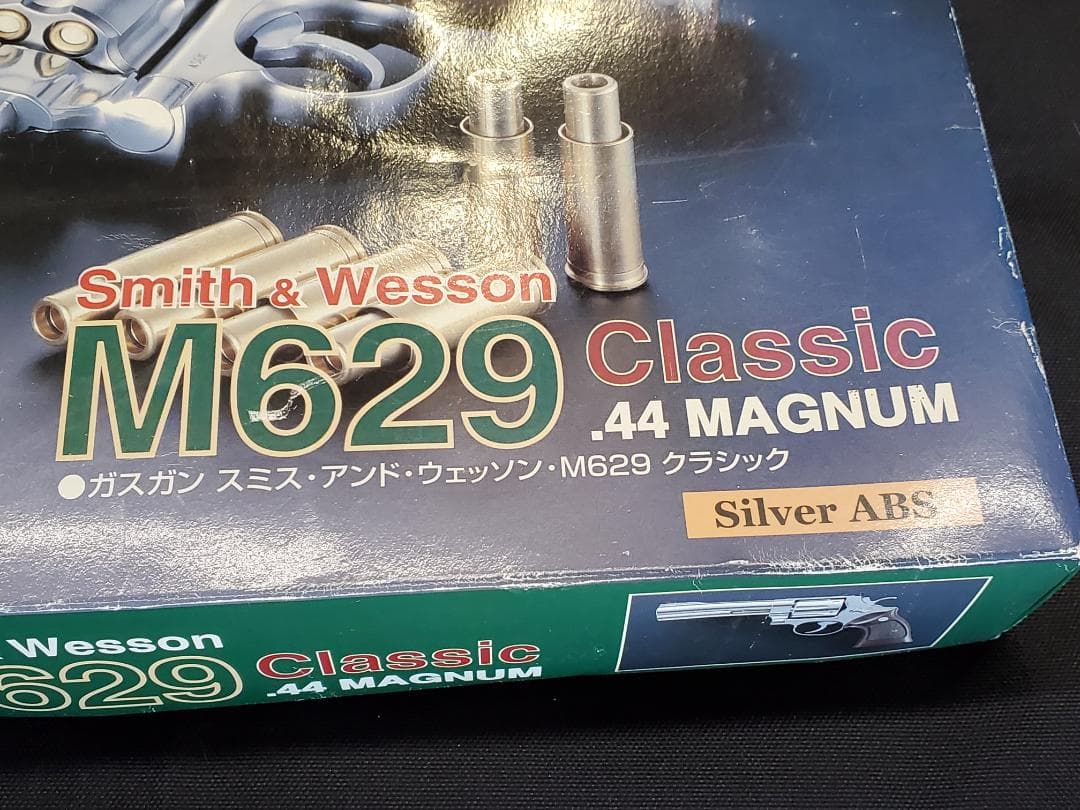 Smith & Wesson
M629 Classic
.44 MAGNUM
●ガスガン スミス・アンド・ウェッソン・M629 クラシック
Silver ABS
Wesson
629 Classic
.44 MAGNUM